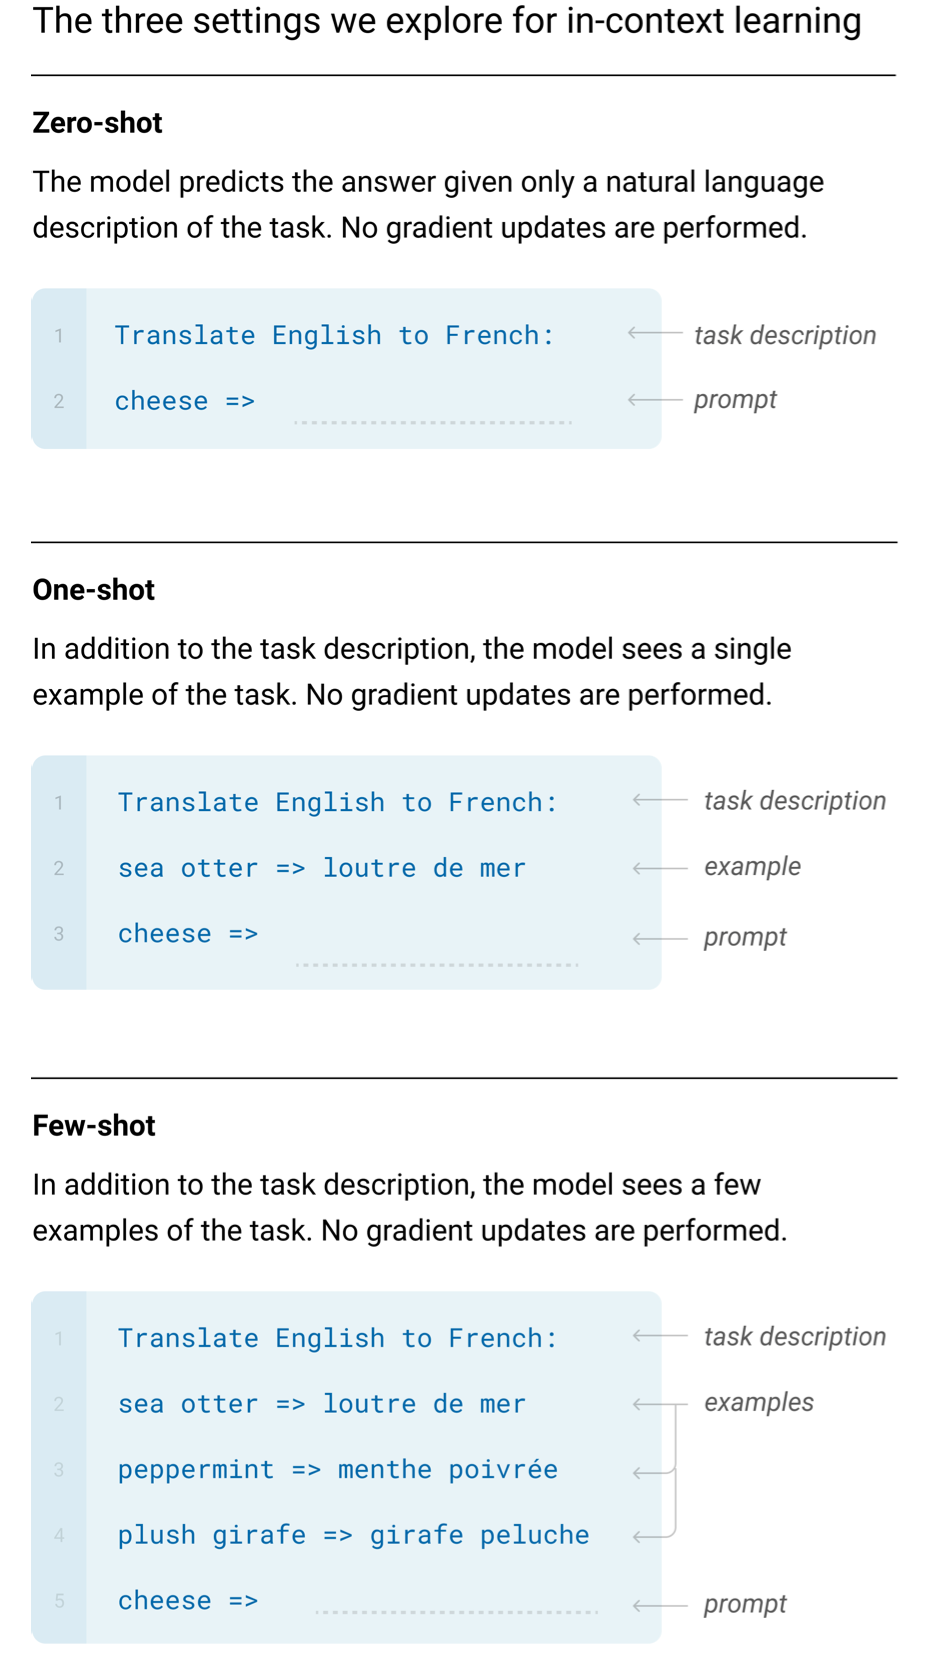 The three settings we explore for in-context learning
Zero-shot
The model predicts the answer given only a natural language
description of the task. No gradient updates are performed.
1 Translate English to French: task description
2 cheese => prompt
One-shot
In addition to the task description, the model sees a single
example of the task. No gradient updates are performed.
1 Translate English to French: task description
2 sea otter => loutre de mer example
3 cheese => prompt
Few-shot
In addition to the task description, the model sees a few
examples of the task. No gradient updates are performed.
1 Translate English to French: task description
2 sea otter => loutre de mer examples
3 peppermint => menthe poivrée
4 plush girafe => girafe peluche
5 cheese => prompt